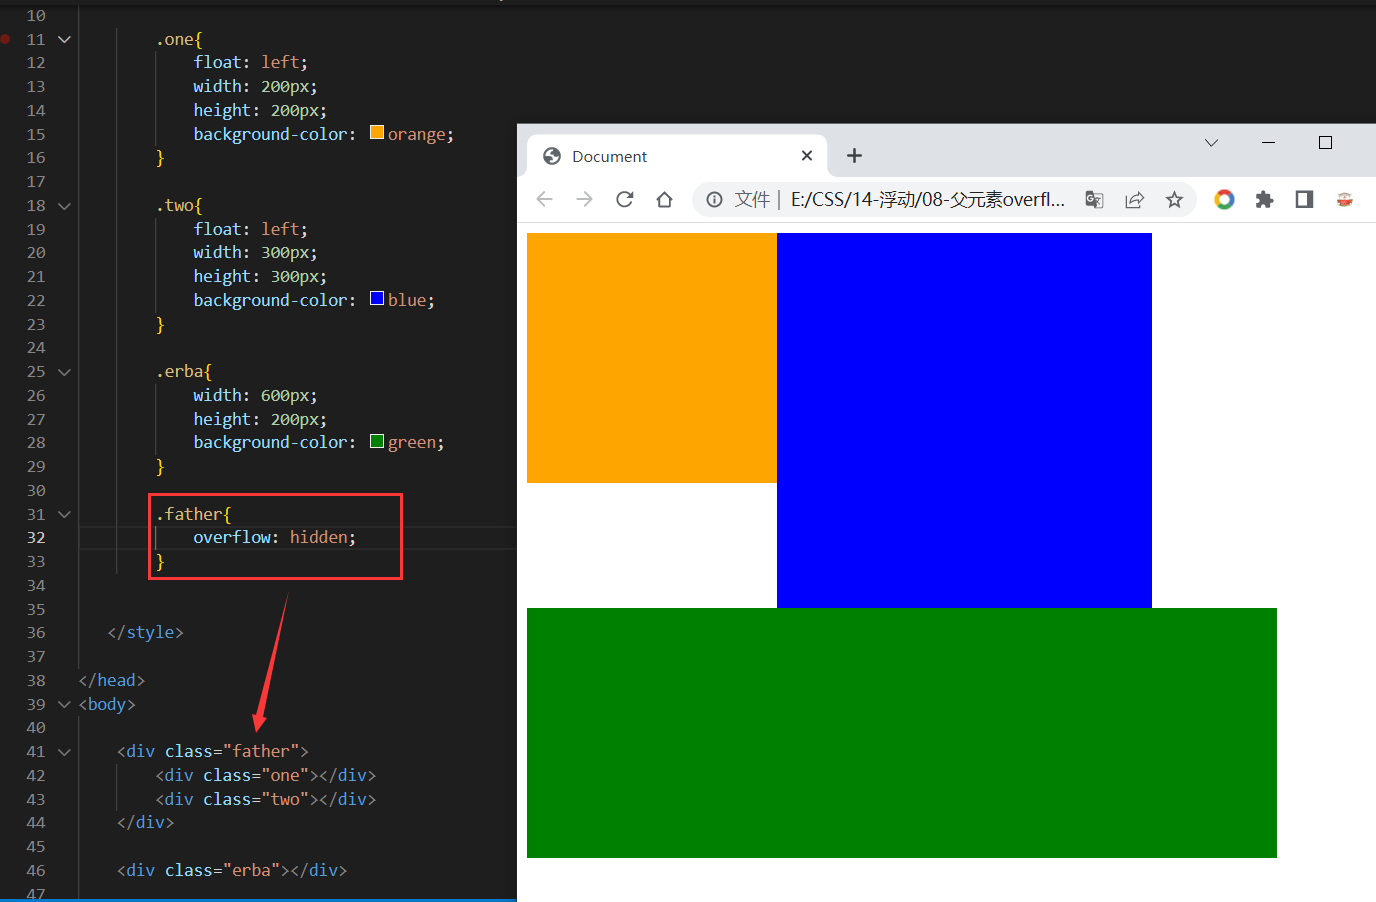 10
11 .one{
12 float: left;
13 width: 200px;
14 height: 200px;
15 background-color: orange;
16 }
17
18 .two{
19 float: left;
20 width: 300px;
21 height: 300px;
22 background-color: blue;
23 }
24
25 .erba{
26 width: 600px;
27 height: 200px;
28 background-color: green;
29 }
30
31 .father{
32 overflow: hidden;
33 }
34
35
36 </style>
37
38 </head>
39 <body>
40
41 <div class="father">
42 <div class="one"></div>
43 <div class="two"></div>
44 </div>
45
46 <div class="erba"></div>
47
Document
文件 | E:/CSS/14-浮动/08-父元素overfl...